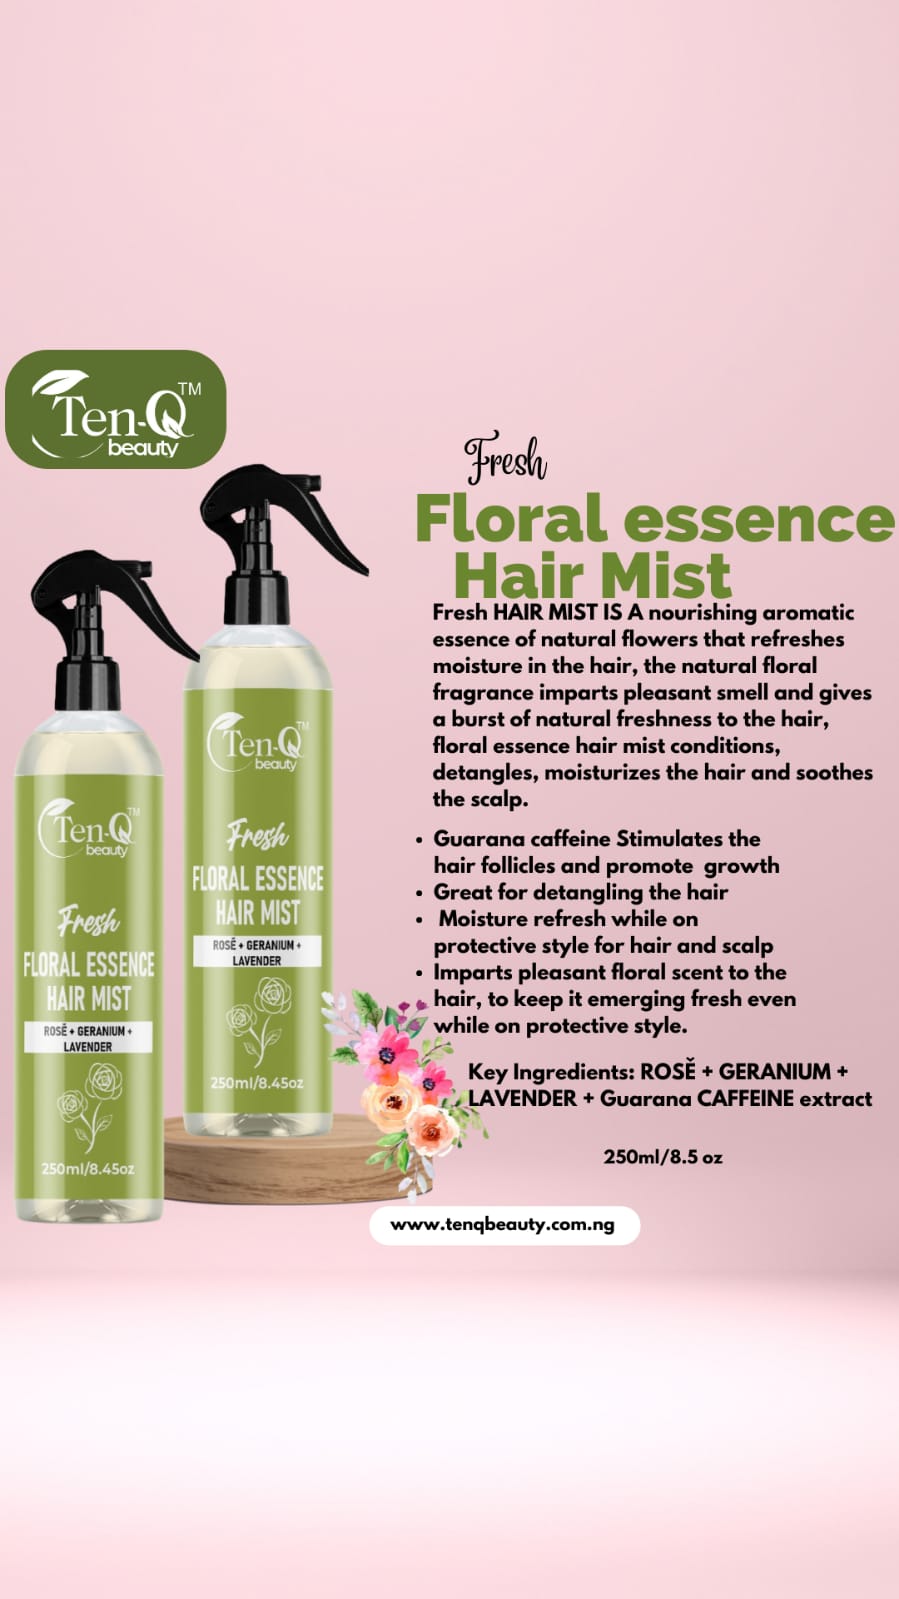 Ten-Q™
beauty
Fresh
Floral essence
Hair Mist
Fresh HAIR MIST IS A nourishing aromatic
essence of natural flowers that refreshes
moisture in the hair, the natural floral
fragrance imparts pleasant smell and gives
a burst of natural freshness to the hair,
floral essence hair mist conditions,
detangles, moisturizes the hair and soothes
the scalp.
• Guarana caffeine Stimulates the
hair follicles and promote growth
• Great for detangling the hair
• Moisture refresh while on
protective style for hair and scalp
• Imparts pleasant floral scent to the
hair, to keep it emerging fresh even
while on protective style.
Key Ingredients: ROSĚ + GERANIUM +
LAVENDER + Guarana CAFFEINE extract
250ml/8.5 oz
www.tenqbeauty.com.ng
Ten-Q™
beauty
Fresh
FLORAL ESSENCE
HAIR MIST
ROSĚ + GERANIUM +
LAVENDER
250ml/8.45oz
Ten-Q™
beauty
Fresh
FLORAL ESSENCE
HAIR MIST
ROSĚ + GERANIUM +
LAVENDER
250ml/8.45oz